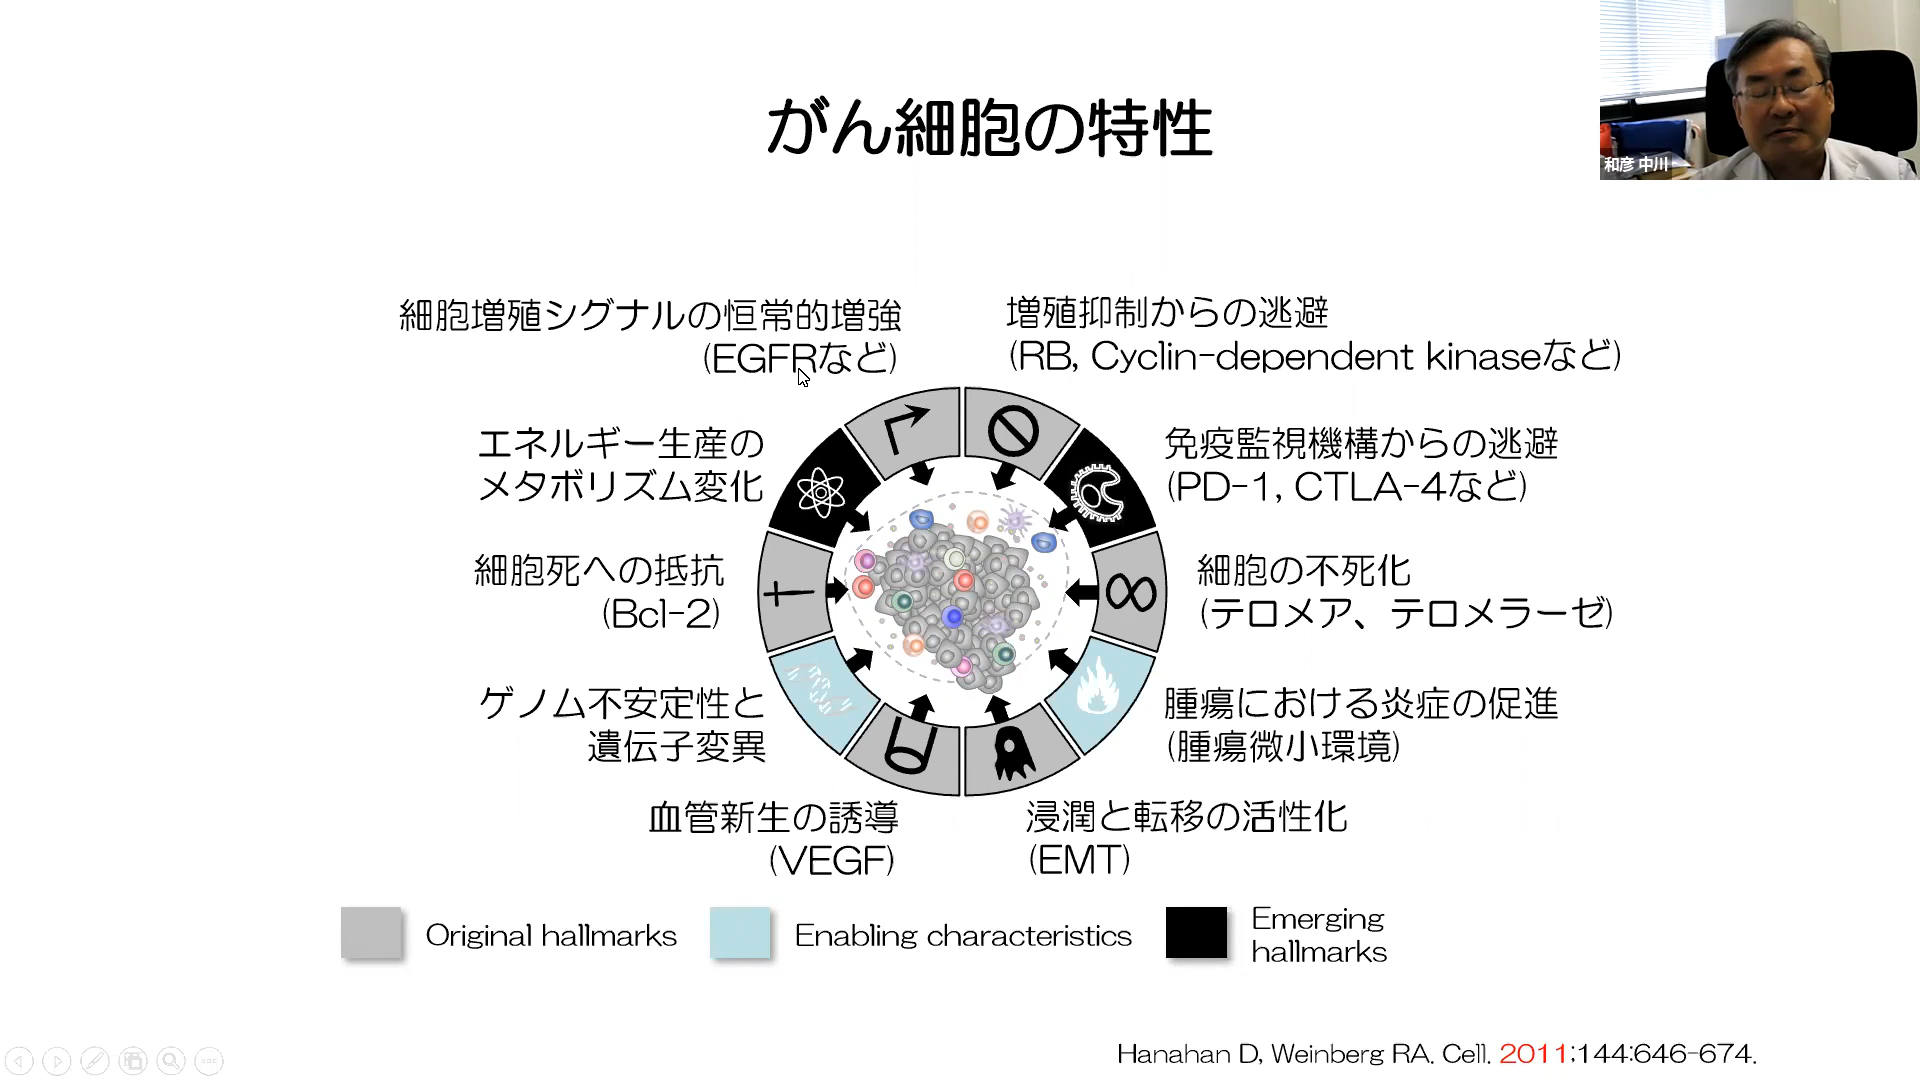 がん細胞の特性
和彦 中川
細胞増殖シグナルの恒常的増強
(EGFRなど)
増殖抑制からの逃避
(RB, Cyclin-dependent kinaseなど)
エネルギー生産の
メタボリズム変化
免疫監視機構からの逃避
(PD-1, CTLA-4など)
細胞死への抵抗
(Bcl-2)
細胞の不死化
(テロメア、テロメラーゼ)
ゲノム不安定性と
遺伝子変異
腫瘍における炎症の促進
(腫瘍微小環境)
血管新生の誘導
(VEGF)
浸潤と転移の活性化
(EMT)
Original hallmarks
Enabling characteristics
Emerging
hallmarks
Hanahan D, Weinberg RA. Cell. 2011;144:646-674.